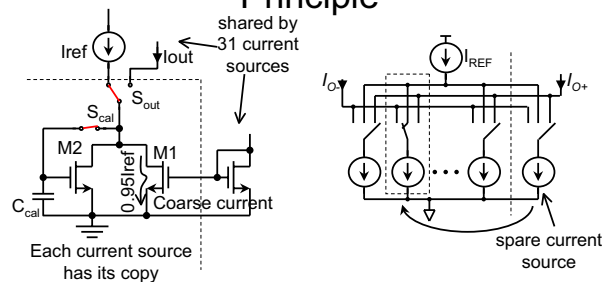 Principle
shared by
31 current
sources
Iref
Iout
Sout
Scal
M2
M1
0.95Iref
Ccal
Coarse current
Each current source
has its copy
IREF
IO-
IO+
spare current
source